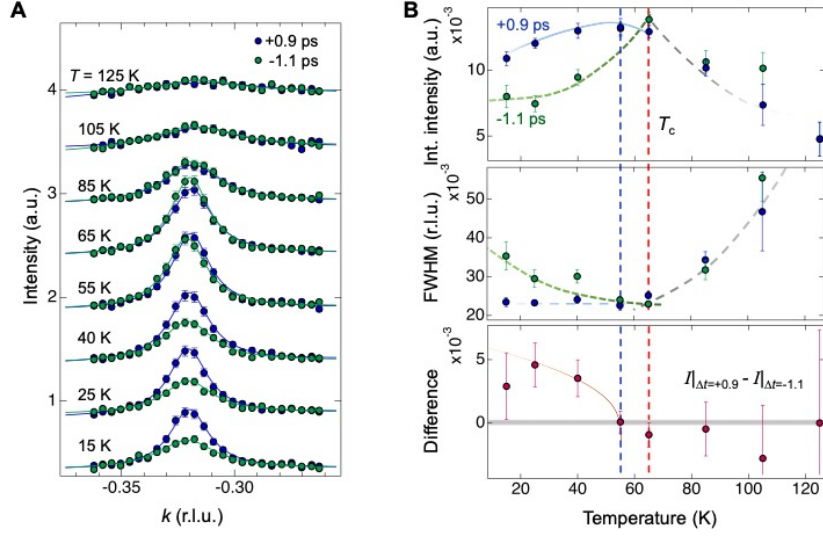 A
+0.9 ps
-1.1 ps
T = 125 K
105 K
85 K
65 K
55 K
40 K
25 K
15 K
4
3
2
1
Intensity (a.u.)
-0.35
-0.30
k (r.l.u.)
B
x10⁻³
10
5
Int. intensity (a.u.)
+0.9 ps
-1.1 ps
Tc
x10⁻³
50
40
30
20
FWHM (r.l.u.)
x10⁻³
5
0
Difference
I|Δt=+0.9 - I|Δt=-1.1
20
40
60
80
100
120
Temperature (K)